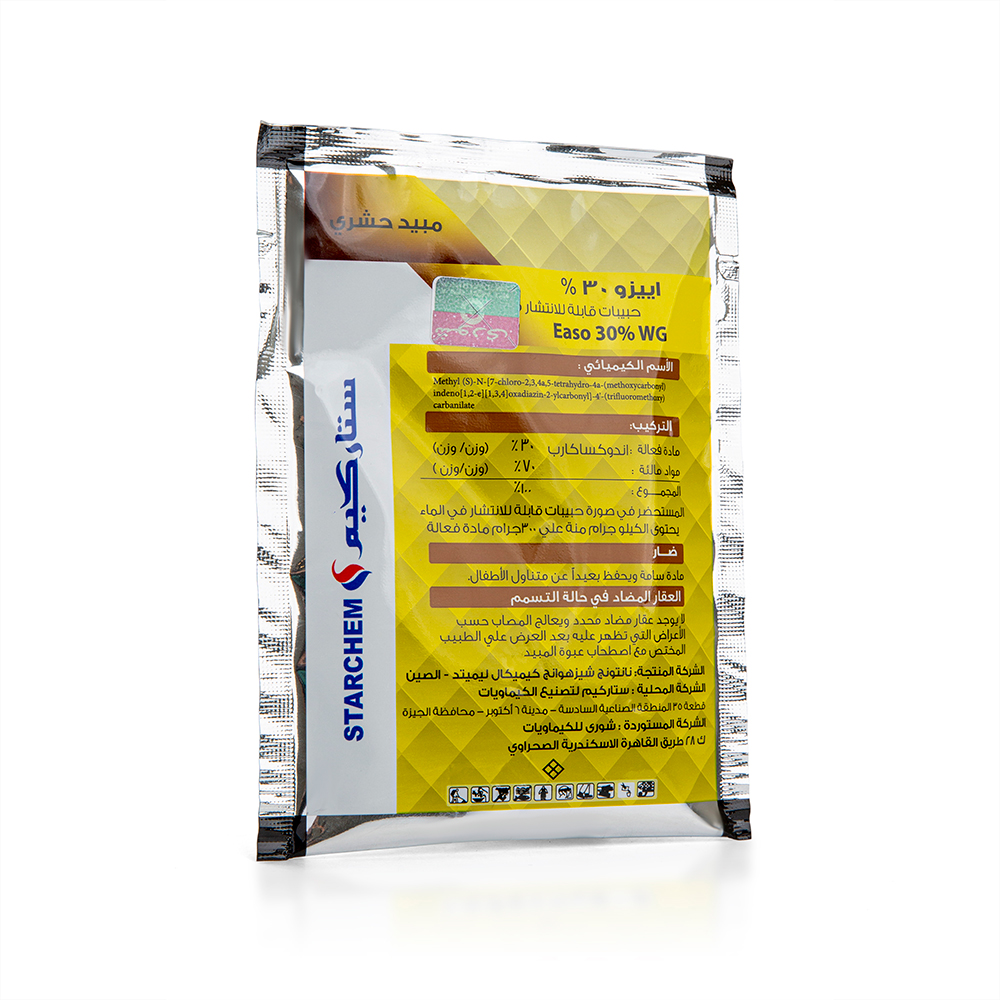 مبيد حشري
اييزو ٣٠ %
حبيبات قابلة للانتشار
Easo 30% WG
الأسم الكيميائي :
Methyl (S)-N-[7-chloro-2,3,4a,5-tetrahydro-4a-(methoxycarbonyl)
indeno[1,2-e][1,3,4]oxadiazin-2-ylcarbonyl]-4'-(trifluoromethoxy)
carbanilate
التركيب:
مادة فعالة : اندوكساكارب ٣٠٪ (وزن/ وزن)
مواد مالئة : ٧٠٪ (وزن/وزن )
المجمـــوع : ١٠٠٪
المستحضر في صورة حبيبات قابلة للانتشار في الماء
يحتوي الكيلو جرام منة علي ٣٠٠جرام مادة فعالة
ضـار
مادة سامة ويحفظ بعيداً عن متناول الأطفال.
العقار المضاد في حالة التسمم
لا يوجد عقار مضاد محدد ويعالج المصاب حسب
الأعراض التي تظهر عليه بعد العرض علي الطبيب
المختص مع اصطحاب عبوة المبيد
الشركة المنتجة: نانتونج شيزهوانج كيميكال ليميتد - الصين
الشركة المحلية : ستاركيم لتصنيع الكيماويات
قطعة ٣٥ المنطقة الصناعية السادسة - مدينة ٦ أكتوبر - محافظة الجيزة
الشركة المستوردة : شورى للكيماويات
ك ٢٨ طريق القاهرة الاسكندرية الصحراوي
ستاركيم
STARCHEM